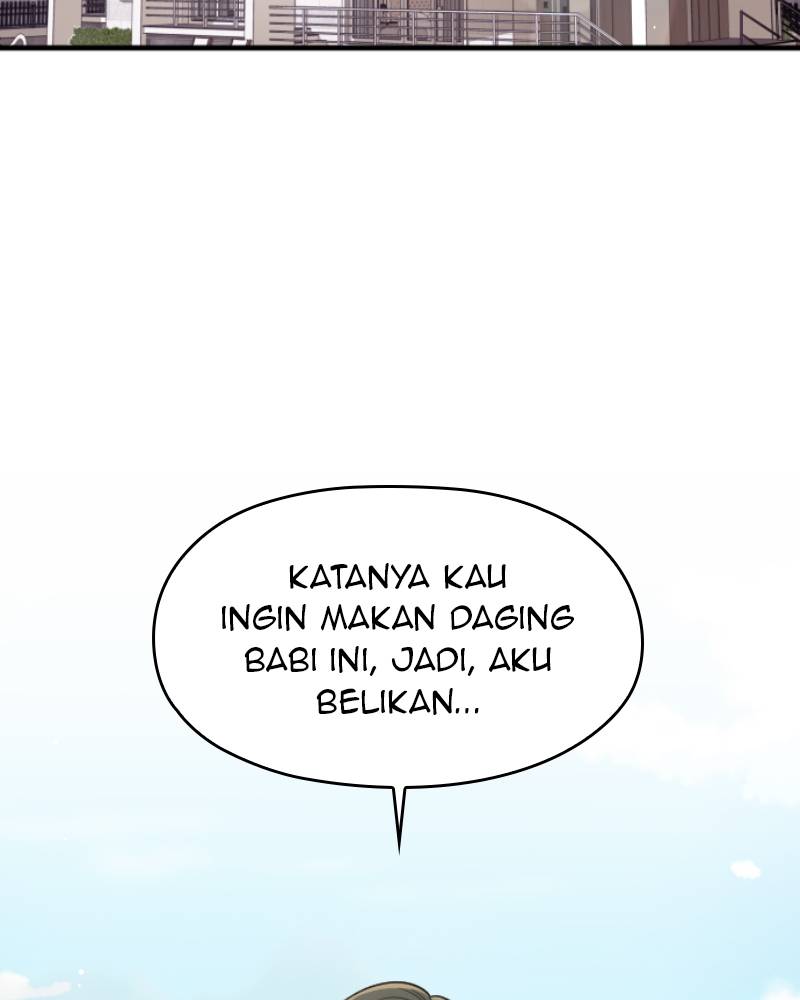 KATANYA KAU
INGIN MAKAN DAGING
BABI INI, JADI, AKU
BELIKAN...